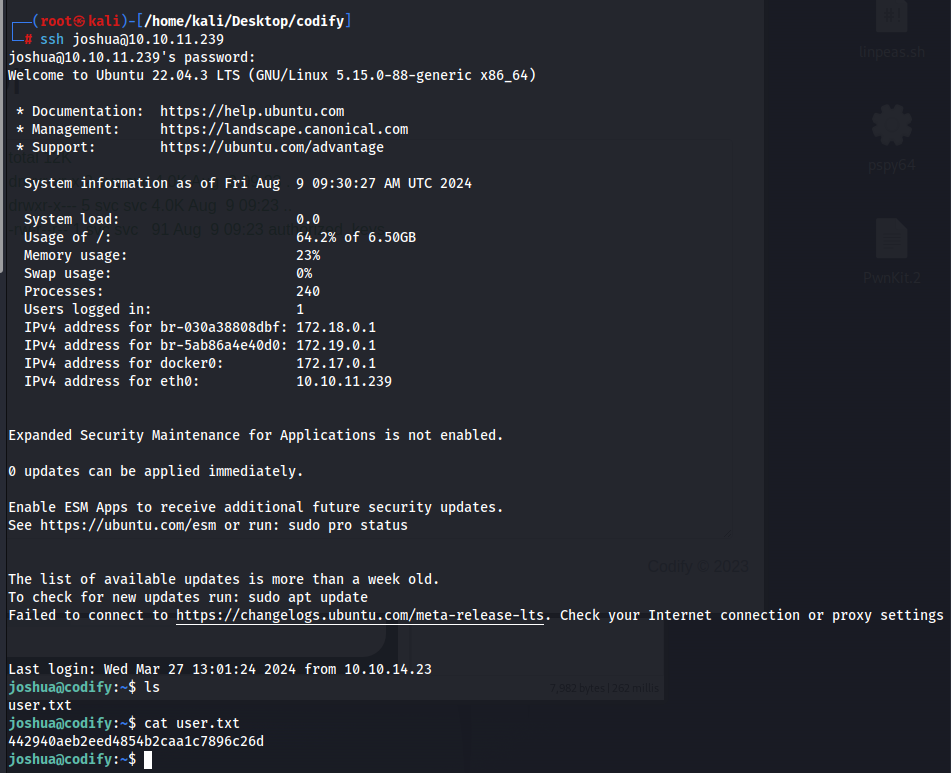 ┌──(root㉿kali)-[/home/kali/Desktop/codify]
└─# ssh joshua@10.10.11.239
joshua@10.10.11.239's password:
Welcome to Ubuntu 22.04.3 LTS (GNU/Linux 5.15.0-88-generic x86_64)
* Documentation: https://help.ubuntu.com
* Management: https://landscape.canonical.com
* Support: https://ubuntu.com/advantage
System information as of Fri Aug 9 09:30:27 AM UTC 2024
System load: 0.0
Usage of /: 64.2% of 6.50GB
Memory usage: 23%
Swap usage: 0%
Processes: 240
Users logged in: 1
IPv4 address for br-030a38808dbf: 172.18.0.1
IPv4 address for br-5ab86a4e40d0: 172.19.0.1
IPv4 address for docker0: 172.17.0.1
IPv4 address for eth0: 10.10.11.239
Expanded Security Maintenance for Applications is not enabled.
0 updates can be applied immediately.
Enable ESM Apps to receive additional future security updates.
See https://ubuntu.com/esm or run: sudo pro status
The list of available updates is more than a week old.
To check for new updates run: sudo apt update
Failed to connect to https://changelogs.ubuntu.com/meta-release-lts. Check your Internet connection or proxy settings
Last login: Wed Mar 27 13:01:24 2024 from 10.10.14.23
joshua@codify:~$ ls
user.txt
joshua@codify:~$ cat user.txt
442940aeb2eed4854b2caa1c7896c26d
joshua@codify:~$
linpeas.sh
pspy64
PwnKit.2
Codify © 2023